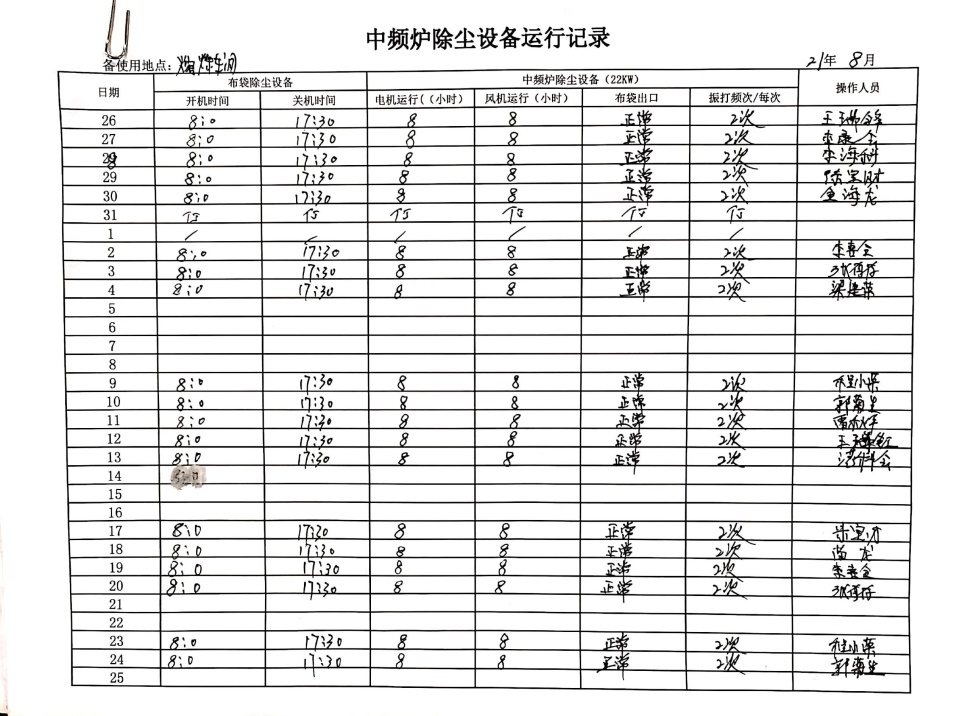 中频炉除尘设备运行记录
备使用地点: 21年 8月
日期 布袋除尘设备 中频炉除尘设备（22KW） 操作人员
开机时间 关机时间 电机运行(（小时） 风机运行（小时） 布袋出口 振打频次/每次
26 8:0 17:30 8 8 正常 2次
27 8:0 17:30 8 8 正常 2次
28 8:0 17:30 8 8 正常 2次
29 8:0 17:30 8 8 正常 2次
30 8:0 17:30 8 8 正常 2次 金海龙
31
1 / / / / / /
2 8:0 17:30 8 8 正常 2次
3 8:0 17:30 8 8 正常 2次
4 8:0 17:30 8 8 正常 2次
5
6
7
8
9 8:0 17:30 8 8 正常 2次
10 8:0 17:30 8 8 正常 2次
11 8:0 17:30 8 8 正常 2次
12 8:0 17:30 8 8 正常 2次
13 8:0 17:30 8 8 正常 2次
14
15
16
17 8:0 17:30 8 8 正常 2次
18 8:0 17:30 8 8 正常 2次
19 8:0 17:30 8 8 正常 2次
20 8:0 17:30 8 8 正常 2次
21
22
23 8:0 17:30 8 8 正常 2次
24 8:0 17:30 8 8 正常 2次
25